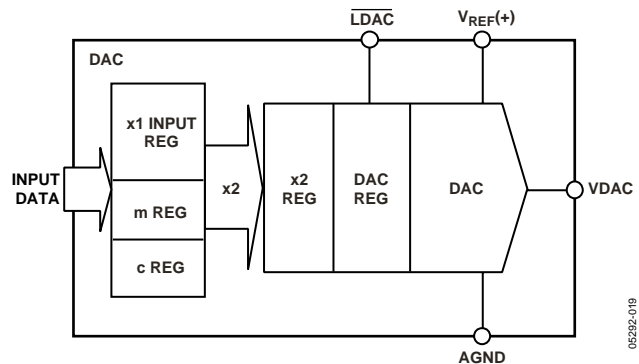 LDAC
VREF(+)
DAC
x1 INPUT
REG
INPUT
DATA
m REG
c REG
x2
x2
REG
DAC
REG
DAC
VDAC
AGND
05292-019